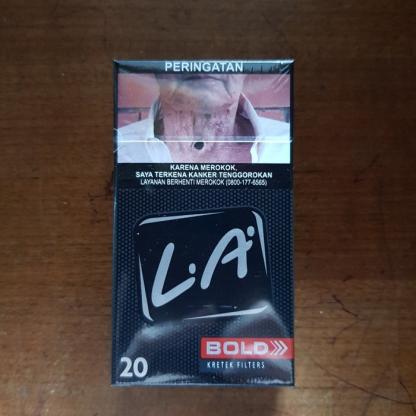 PERINGATAN
KARENA MEROKOK,
SAYA TERKENA KANKER TENGGOROKAN
LAYANAN BERHENTI MEROKOK (0800-177-6565)
L.A.
BOLD
20
KRETEK FILTERS